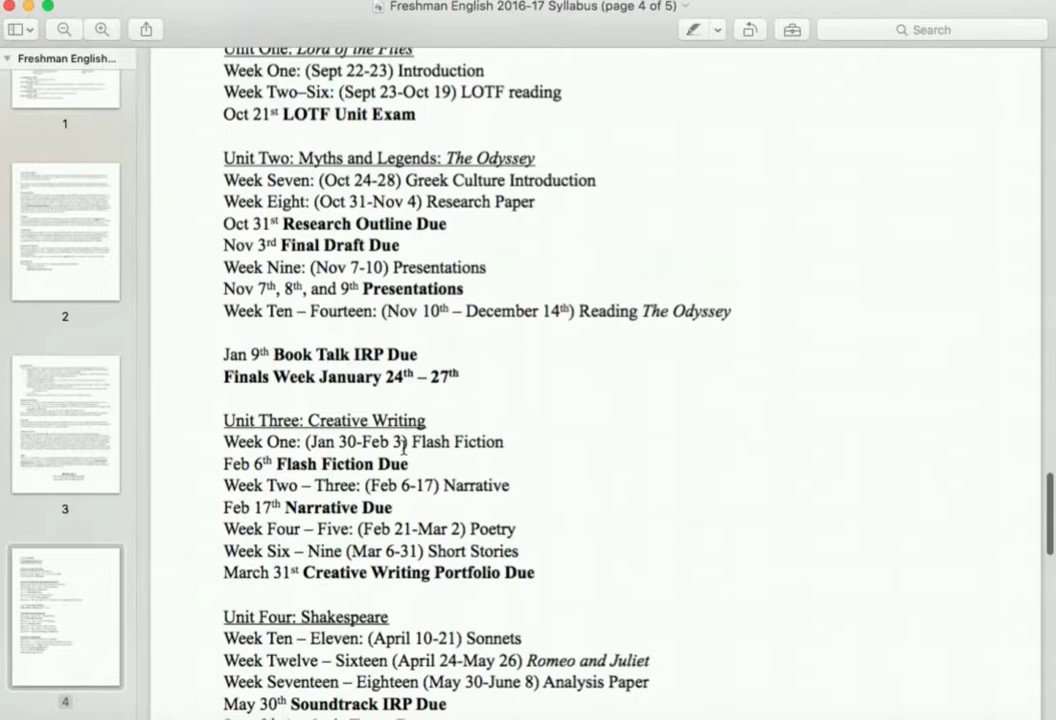 Freshman English 2016-17 Syllabus (page 4 of 5)
Search
Freshman English...
1
2
3
4
Unit One: Lord of the Flies
Week One: (Sept 22-23) Introduction
Week Two–Six: (Sept 23-Oct 19) LOTF reading
Oct 21st LOTF Unit Exam
Unit Two: Myths and Legends: The Odyssey
Week Seven: (Oct 24-28) Greek Culture Introduction
Week Eight: (Oct 31-Nov 4) Research Paper
Oct 31st Research Outline Due
Nov 3rd Final Draft Due
Week Nine: (Nov 7-10) Presentations
Nov 7th, 8th, and 9th Presentations
Week Ten – Fourteen: (Nov 10th – December 14th) Reading The Odyssey
Jan 9th Book Talk IRP Due
Finals Week January 24th – 27th
Unit Three: Creative Writing
Week One: (Jan 30-Feb 3) Flash Fiction
Feb 6th Flash Fiction Due
Week Two – Three: (Feb 6-17) Narrative
Feb 17th Narrative Due
Week Four – Five: (Feb 21-Mar 2) Poetry
Week Six – Nine (Mar 6-31) Short Stories
March 31st Creative Writing Portfolio Due
Unit Four: Shakespeare
Week Ten – Eleven: (April 10-21) Sonnets
Week Twelve – Sixteen (April 24-May 26) Romeo and Juliet
Week Seventeen – Eighteen (May 30-June 8) Analysis Paper
May 30th Soundtrack IRP Due